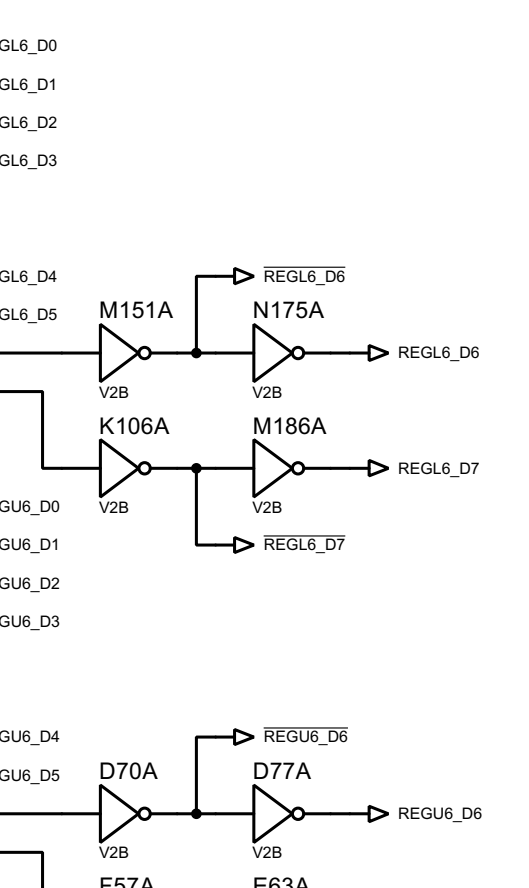 GL6_D0
GL6_D1
GL6_D2
GL6_D3
GL6_D4
REGL6_D6
GL6_D5
M151A
N175A
REGL6_D6
V2B
V2B
K106A
M186A
REGL6_D7
GU6_D0
V2B
V2B
GU6_D1
REGL6_D7
GU6_D2
GU6_D3
GU6_D4
REGU6_D6
GU6_D5
D70A
D77A
REGU6_D6
V2B
V2B